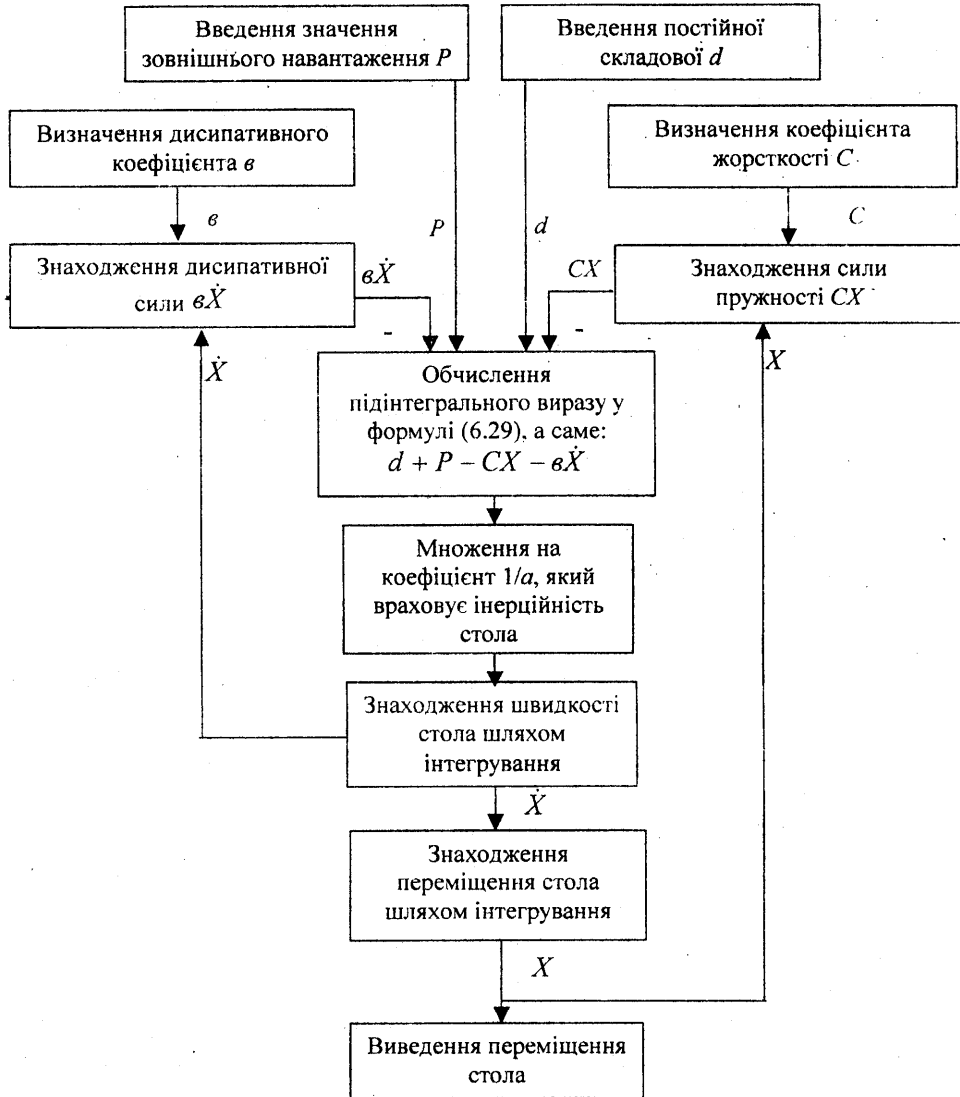 Введення значення
зовнішнього навантаження P
Введення постійної
складової d
Визначення дисипативного
коефіцієнта в
Визначення коефіцієнта
жорсткості C
в
P
d
C
Знаходження дисипативної
сили вẊ
вẊ
CX
Знаходження сили
пружності CX
-
-
Ẋ
X
Обчислення
підінтегрального виразу у
формулі (6.29), а саме:
d + P − CX − вẊ
Множення на
коефіцієнт 1/a, який
враховує інерційність
стола
Знаходження швидкості
стола шляхом
інтегрування
Ẋ
Знаходження
переміщення стола
шляхом інтегрування
X
Виведення переміщення
стола